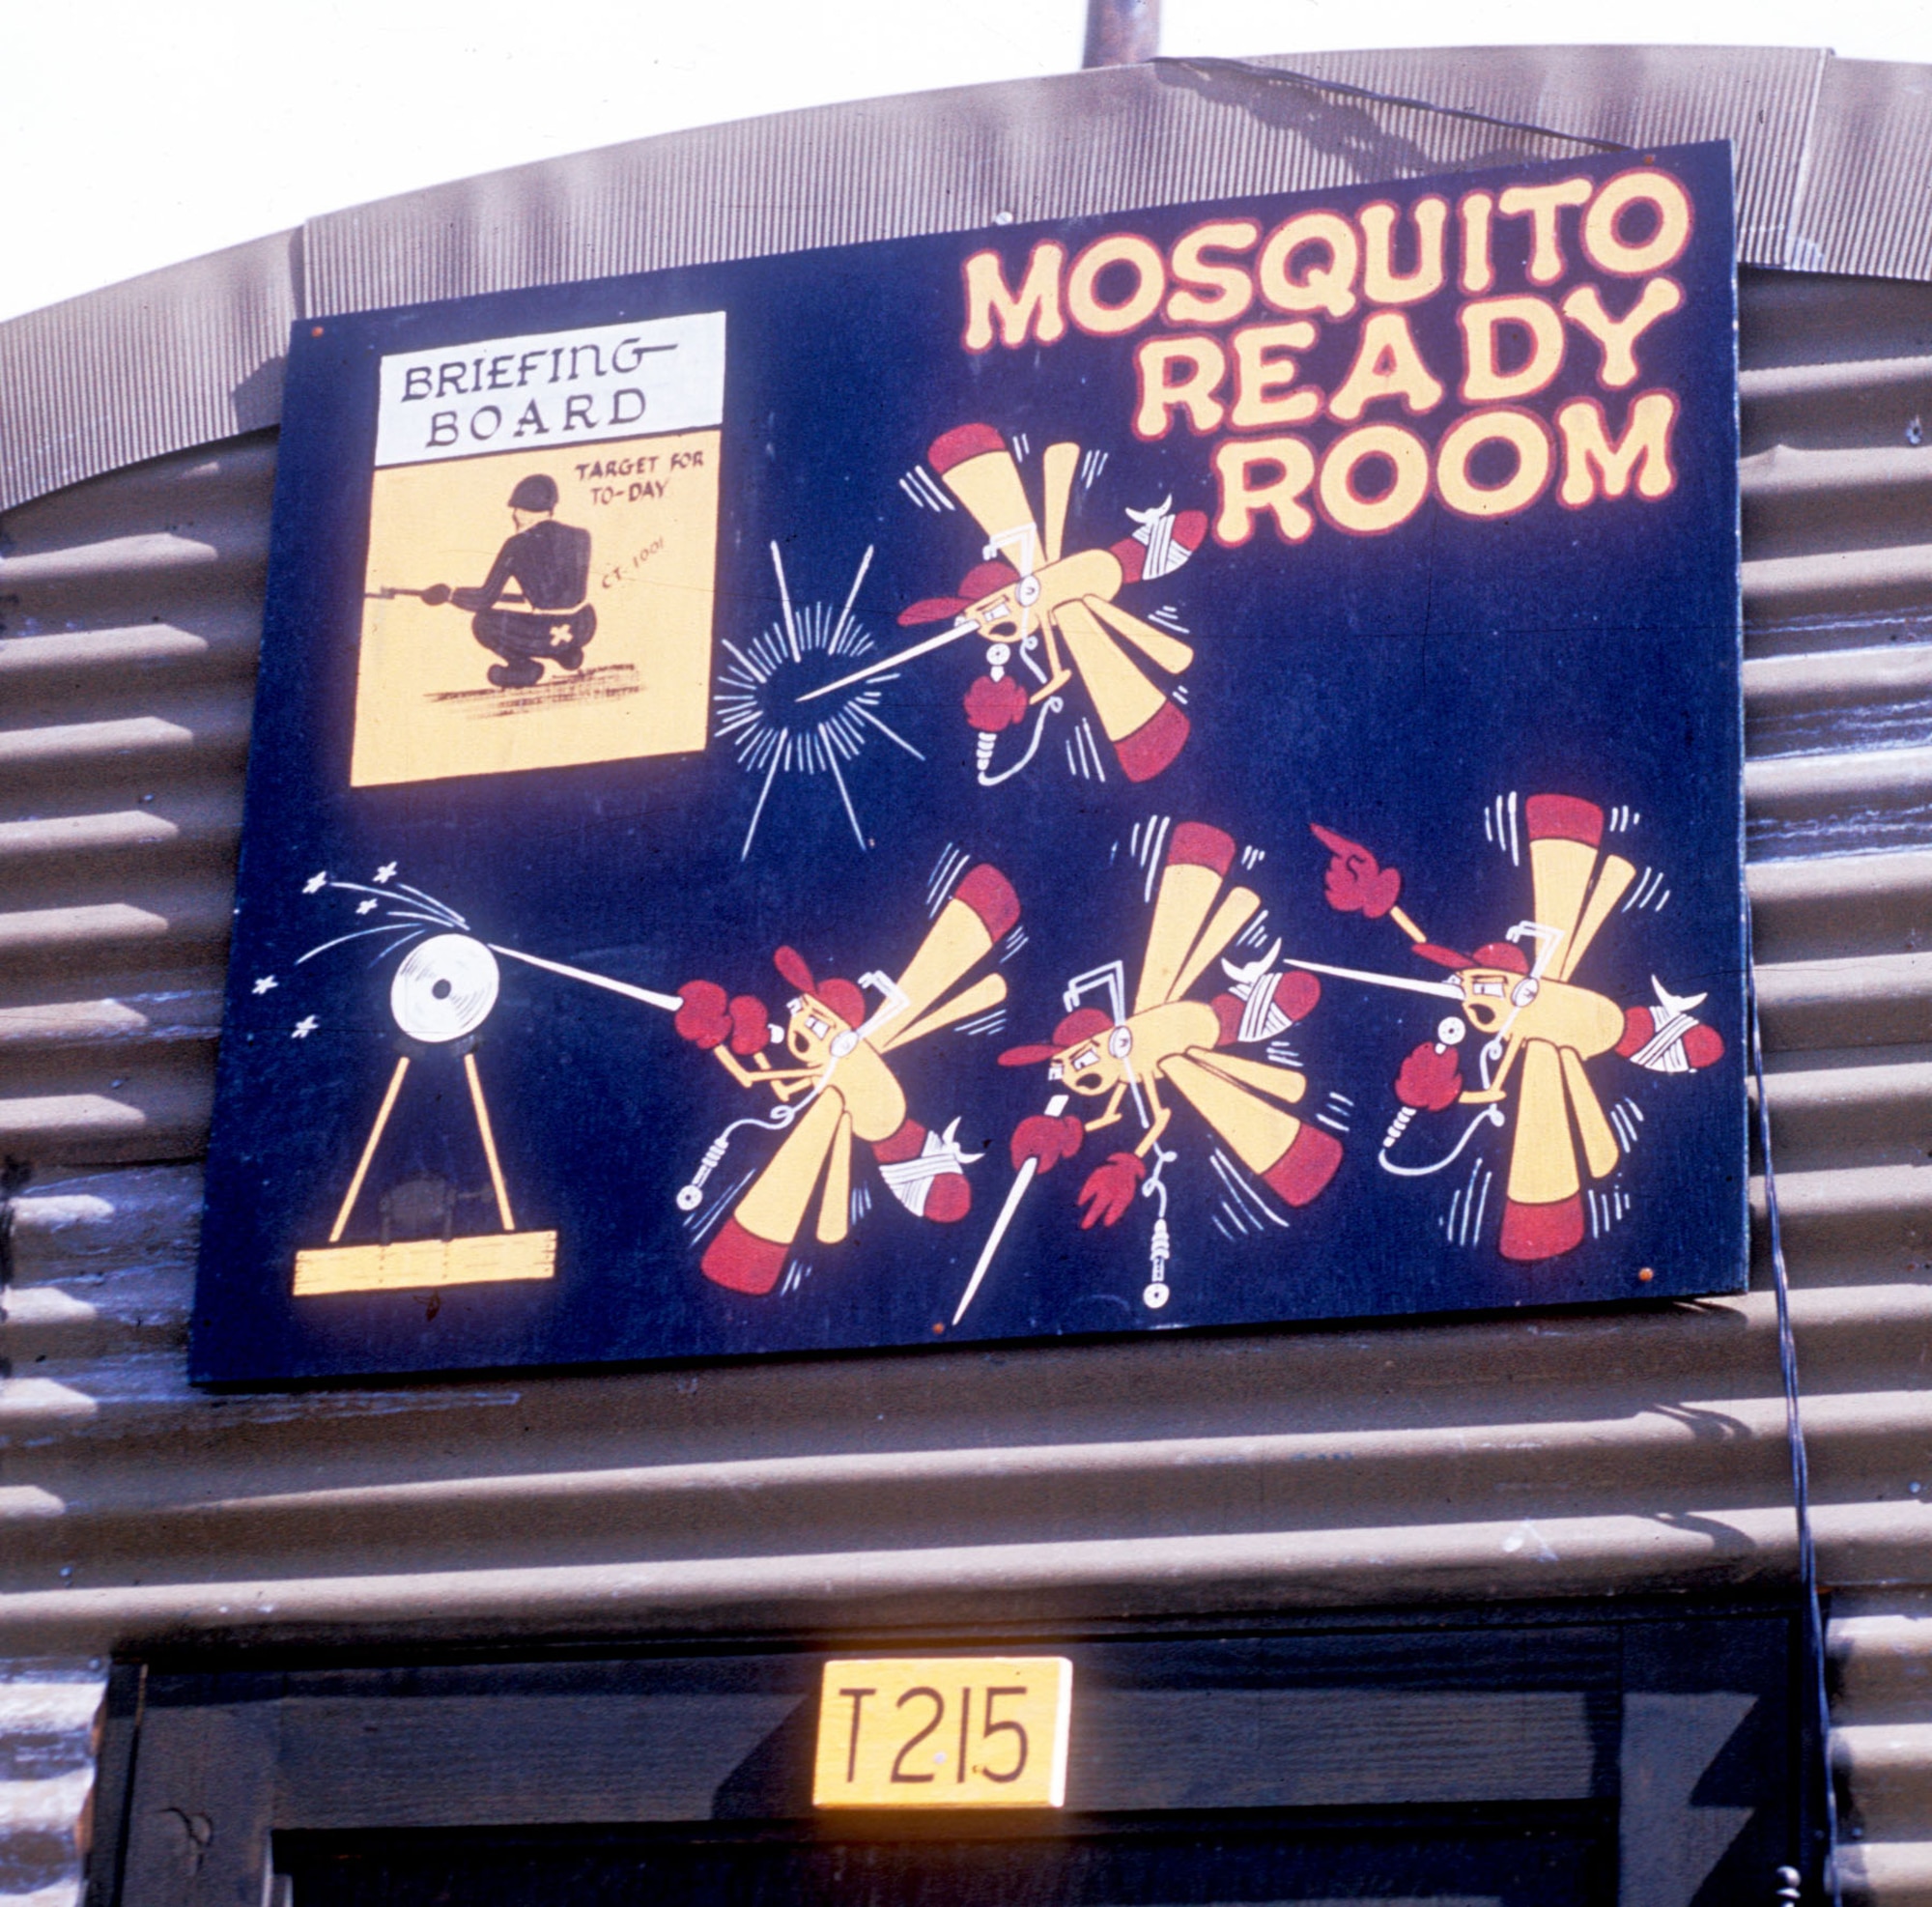 MOSQUITO
READY
ROOM
BRIEFING
BOARD
TARGET FOR
TO-DAY
CT-1001
T215